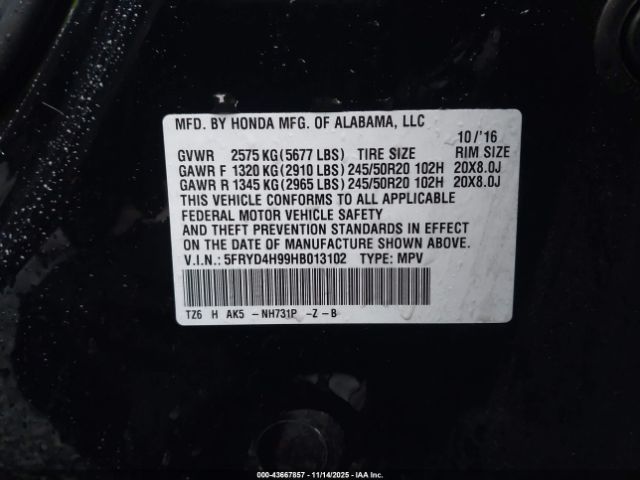 MFD. BY HONDA MFG. OF ALABAMA, LLC
10/'16
GVWR 2575 KG(5677 LBS) TIRE SIZE RIM SIZE
GAWR F 1320 KG(2910 LBS)245/50R20 102H 20X8.0J
GAWR R 1345 KG(2965 LBS)245/50R20 102H 20X8.0J
THIS VEHICLE CONFORMS TO ALL APPLICABLE
FEDERAL MOTOR VEHICLE SAFETY
AND THEFT PREVENTION STANDARDS IN EFFECT
ON THE DATE OF MANUFACTURE SHOWN ABOVE.
V.I.N.: 5FRYD4H99HB013102 TYPE: MPV
TZ6 H AK5 -NH731P -Z-B
000-43667857 - 11/14/2025 - IAA Inc.